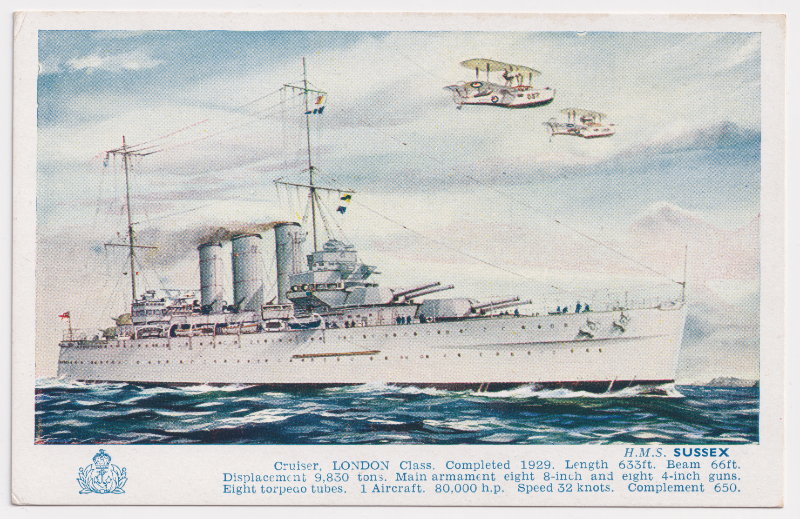 037
H.M.S. SUSSEX
Cruiser, LONDON Class. Completed 1929. Length 633ft. Beam 66ft.
Displacement 9,830 tons. Main armament eight 8-inch and eight 4-inch guns.
Eight torpedo tubes. 1 Aircraft. 80,000 h.p. Speed 32 knots. Complement 650.